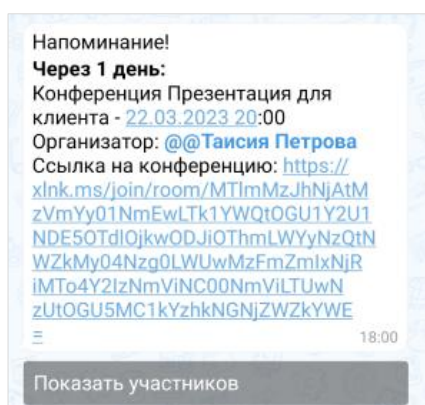 Напоминание!
Через 1 день:
Конференция Презентация для
клиента - 22.03.2023 20:00
Организатор: @@Таисия Петрова
Ссылка на конференцию: https://
xlnk.ms/join/room/MTImMzJhNjAtM
zVmYy01NmEwLTk1YWQtOGU1Y2U1
NDE5OTdlOjkwODJiOThmLWYyNzQtN
WZkMy04Nzg0LWUwMzFmZmIxNjR
iMTo4Y2IzNmViNC00NmViLTUwN
zUtOGU5MC1kYzhkNGNjZWZkYWE
=
18:00
Показать участников